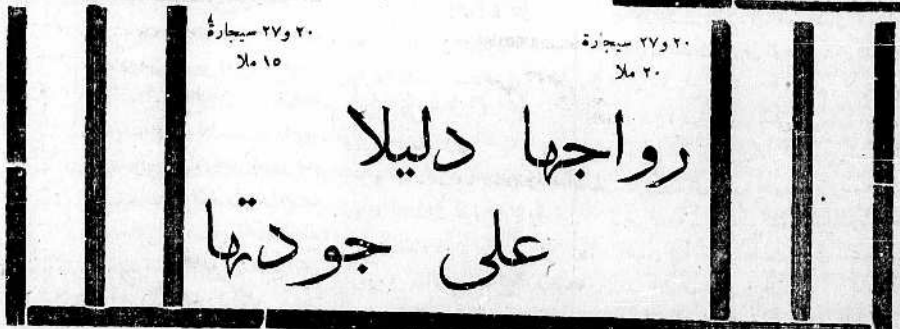 ٢٠ و٢٧ سيجارة
٢٠ ملا
٢٠ و٢٧ سيجارة
١٥ ملا
رواجها دليلا
على جودتها